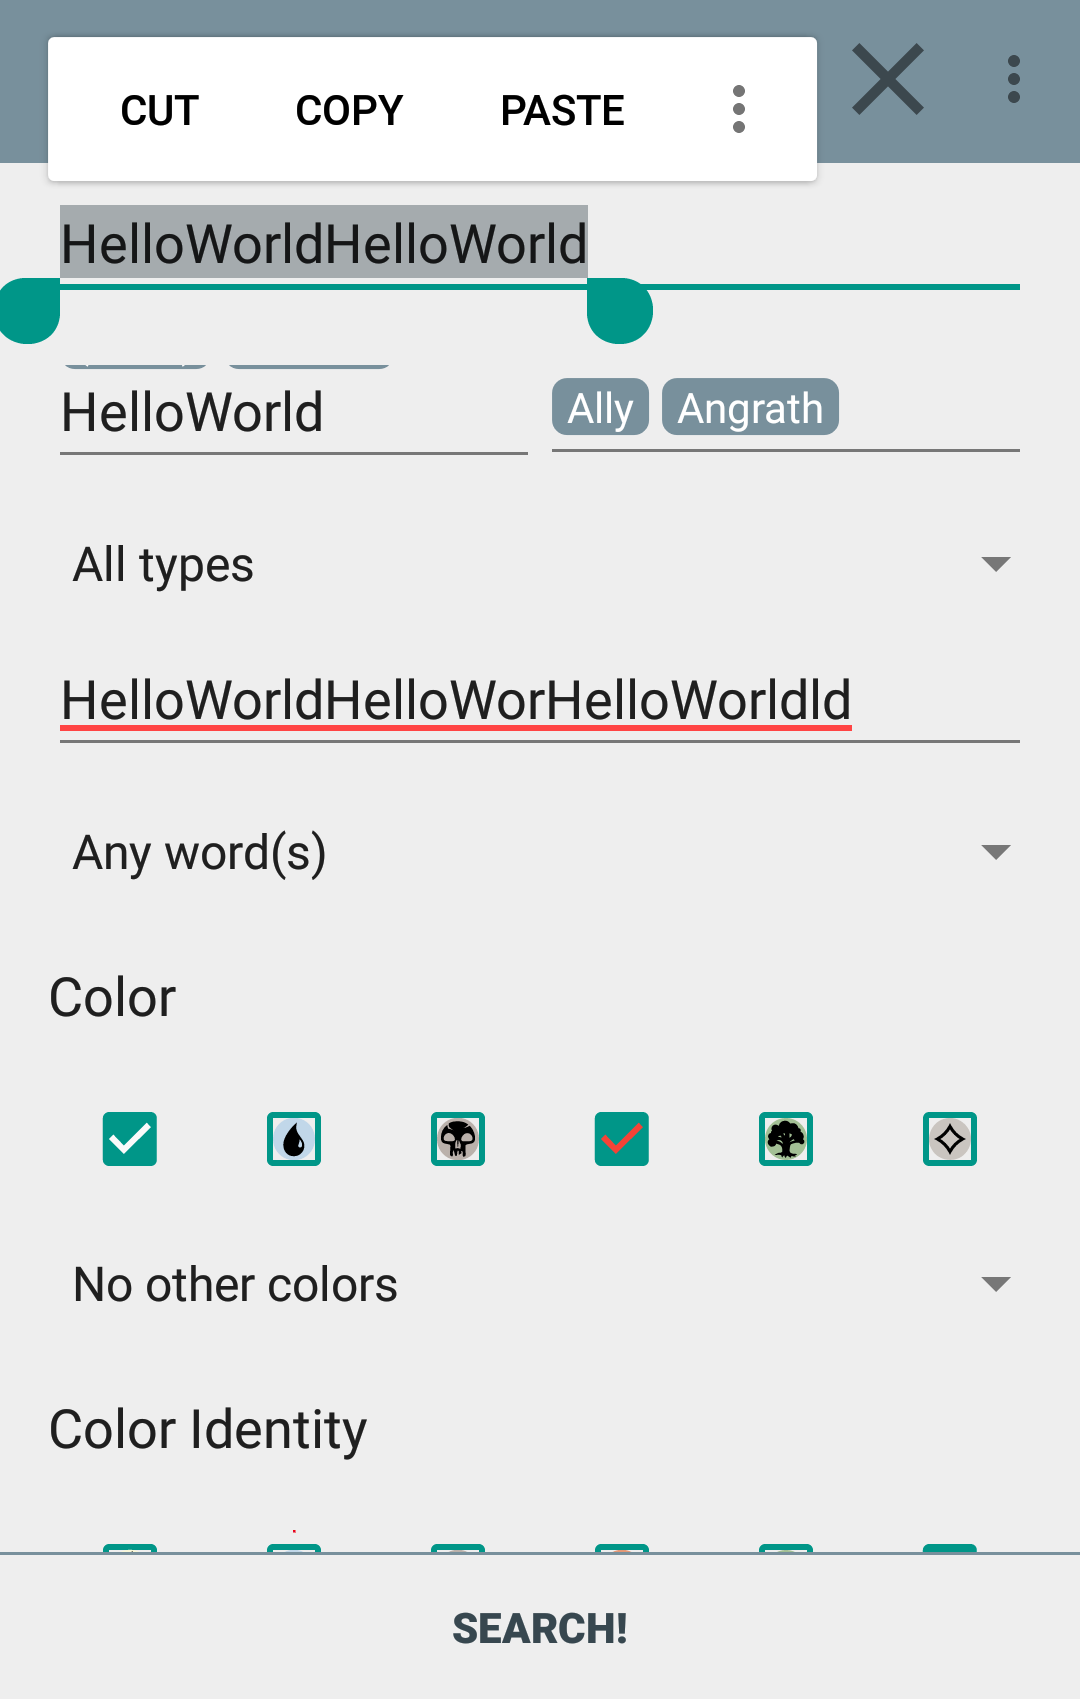 CUT COPY PASTE
HelloWorldHelloWorld
HelloWorld Ally Angrath
All types
HelloWorldHelloWorHelloWorldld
Any word(s)
Color
No other colors
Color Identity
SEARCH!